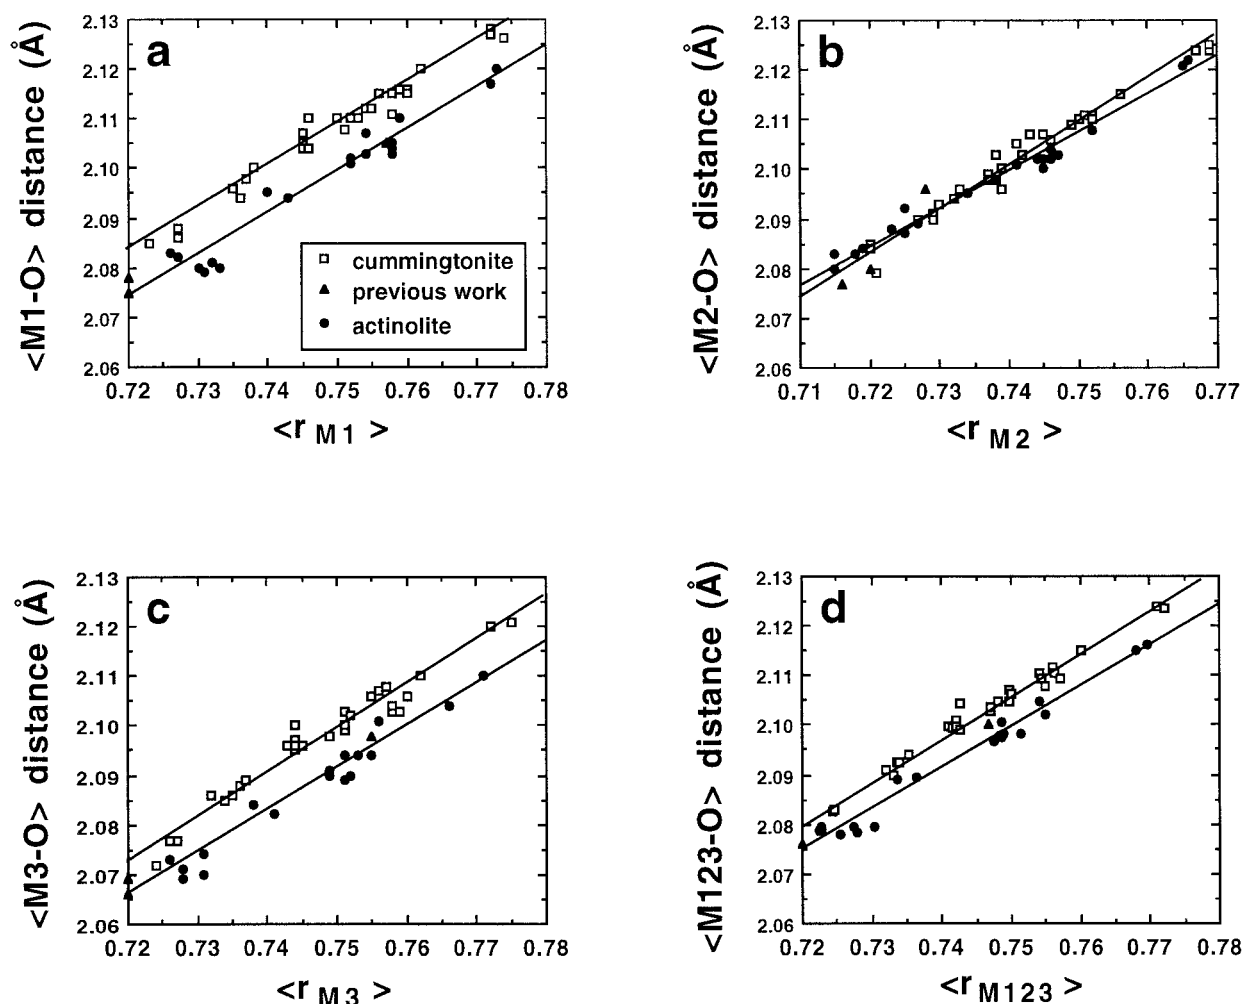 a
2.13
2.12
2.11
2.10
2.09
2.08
2.07
2.06
<M1-O> distance (Å)
□ cummingtonite
▲ previous work
● actinolite
0.72 0.73 0.74 0.75 0.76 0.77 0.78
<r M1 >
b
2.13
2.12
2.11
2.10
2.09
2.08
2.07
2.06
<M2-O> distance (Å)
0.71 0.72 0.73 0.74 0.75 0.76 0.77
<r M2 >
c
2.13
2.12
2.11
2.10
2.09
2.08
2.07
2.06
<M3-O> distance (Å)
0.72 0.73 0.74 0.75 0.76 0.77 0.78
<r M3 >
d
2.13
2.12
2.11
2.10
2.09
2.08
2.07
2.06
<M123-O> distance (Å)
0.72 0.73 0.74 0.75 0.76 0.77 0.78
<r M123 >